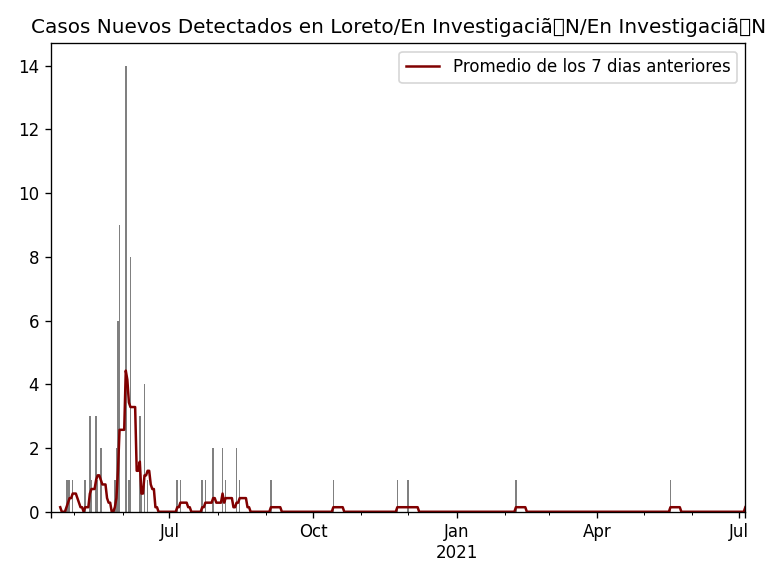 Casos Nuevos Detectados en Loreto/En Investigaciã▯N/En Investigaciã▯N
Promedio de los 7 dias anteriores
14
12
10
8
6
4
2
0
Jul
Oct
Jan
2021
Apr
Jul